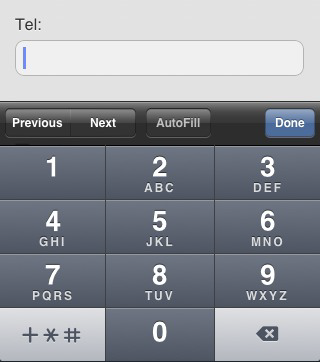 Tel:
Previous Next AutoFill Done
1 2 3
ABC DEF
4 5 6
GHI JKL MNO
7 8 9
PQRS TUV WXYZ
+*# 0